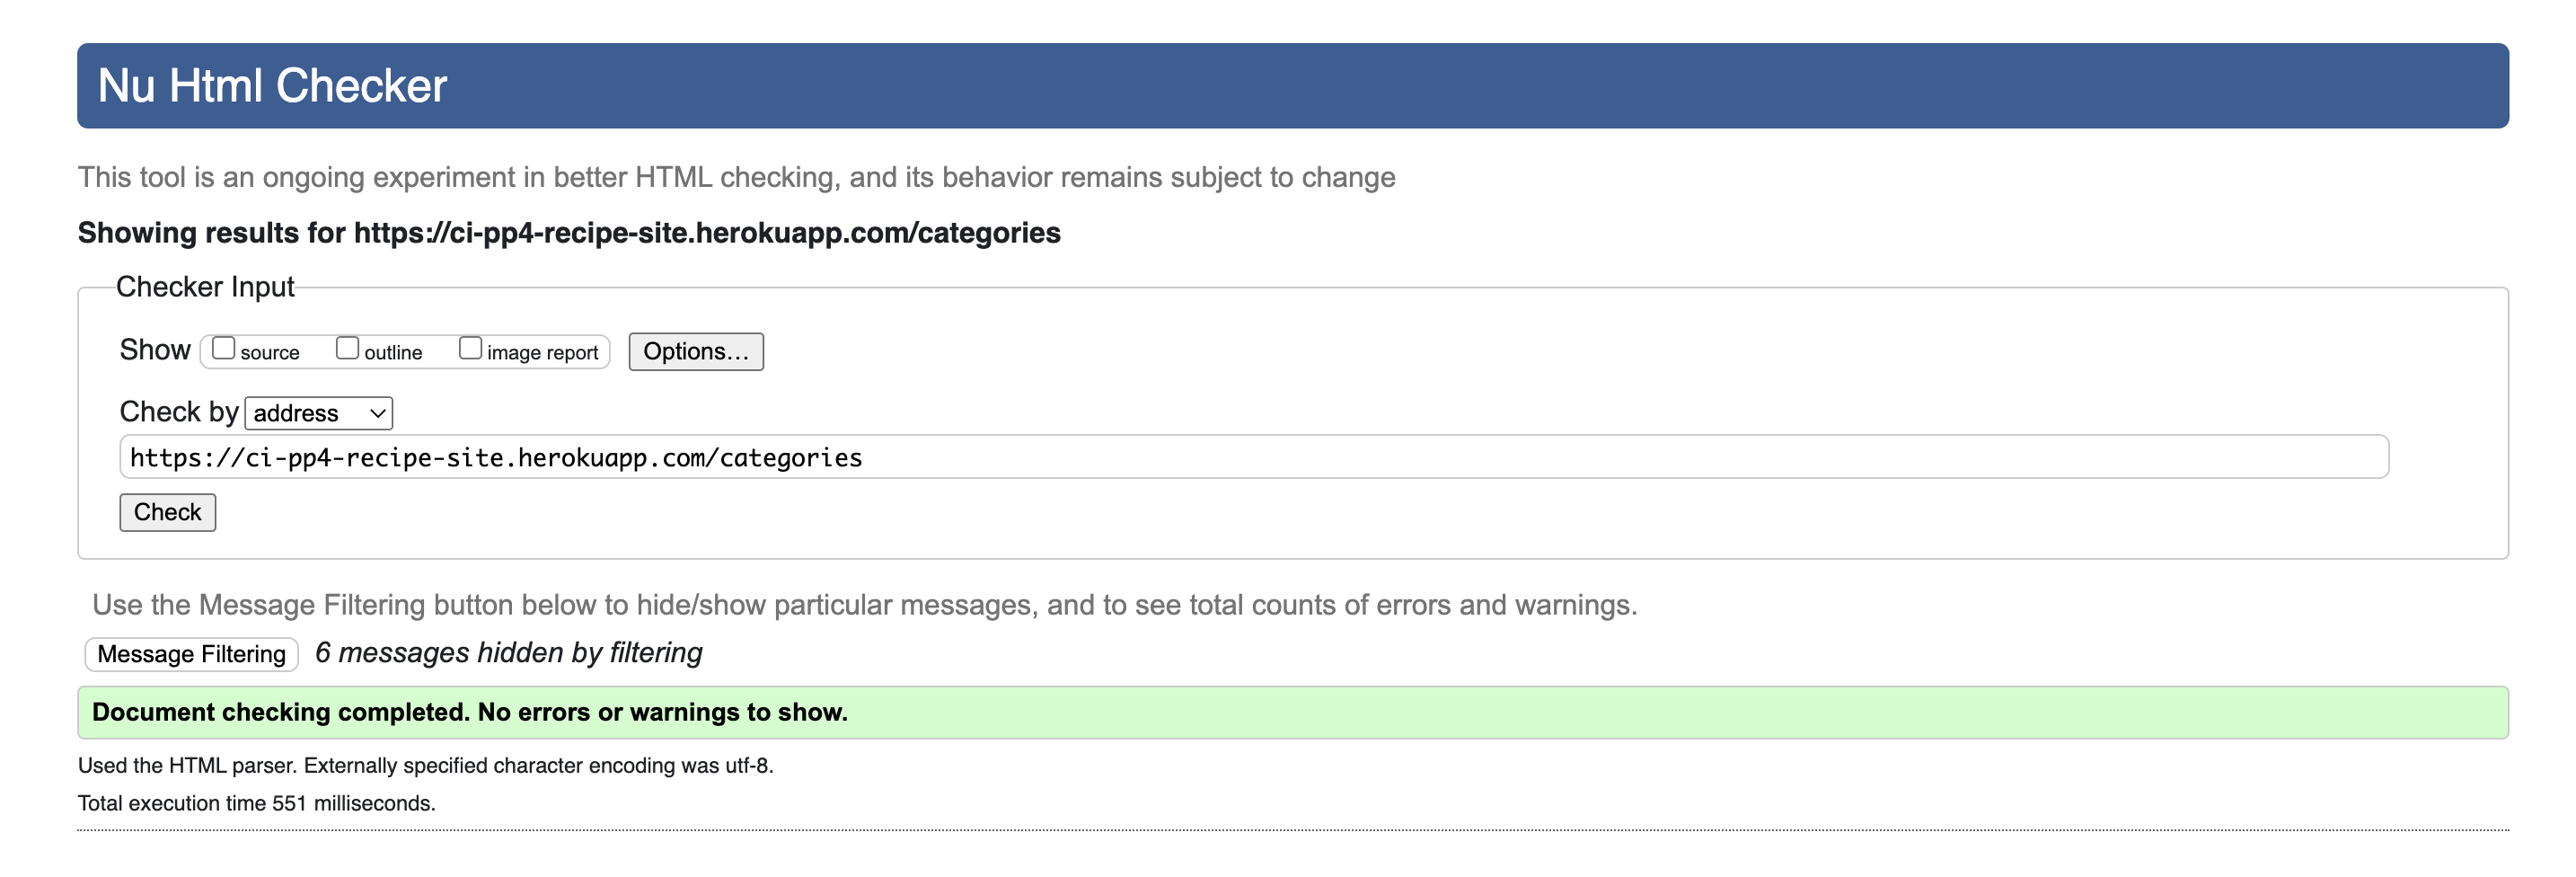 Nu Html Checker
This tool is an ongoing experiment in better HTML checking, and its behavior remains subject to change
Showing results for https://ci-pp4-recipe-site.herokuapp.com/categories
Checker Input
Show source outline image report Options...
Check by address
https://ci-pp4-recipe-site.herokuapp.com/categories
Check
Use the Message Filtering button below to hide/show particular messages, and to see total counts of errors and warnings.
Message Filtering 6 messages hidden by filtering
Document checking completed. No errors or warnings to show.
Used the HTML parser. Externally specified character encoding was utf-8.
Total execution time 551 milliseconds.